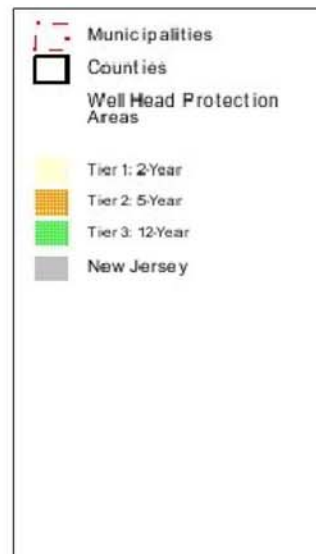 Municipalities
Counties
Well Head Protection
Areas
Tier 1: 2-Year
Tier 2: 5-Year
Tier 3: 12-Year
New Jersey